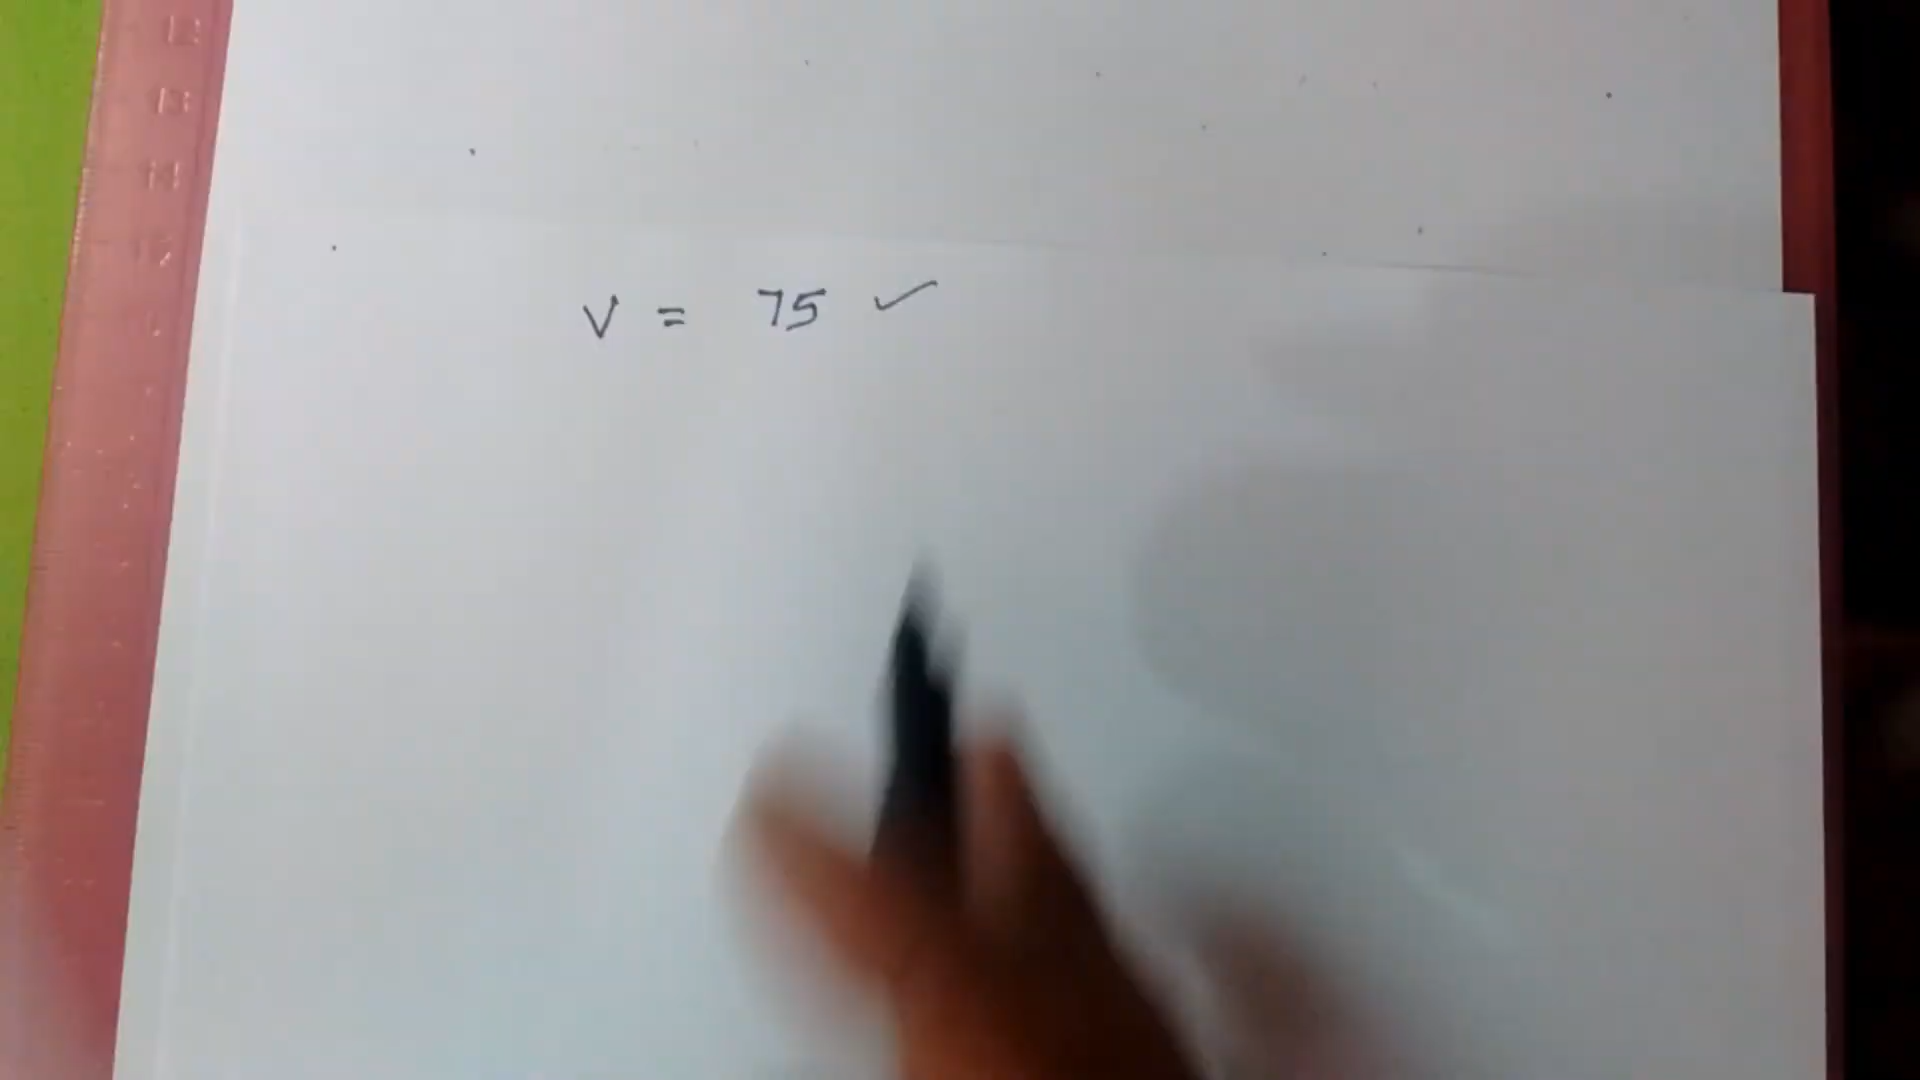 V = 75 ✓